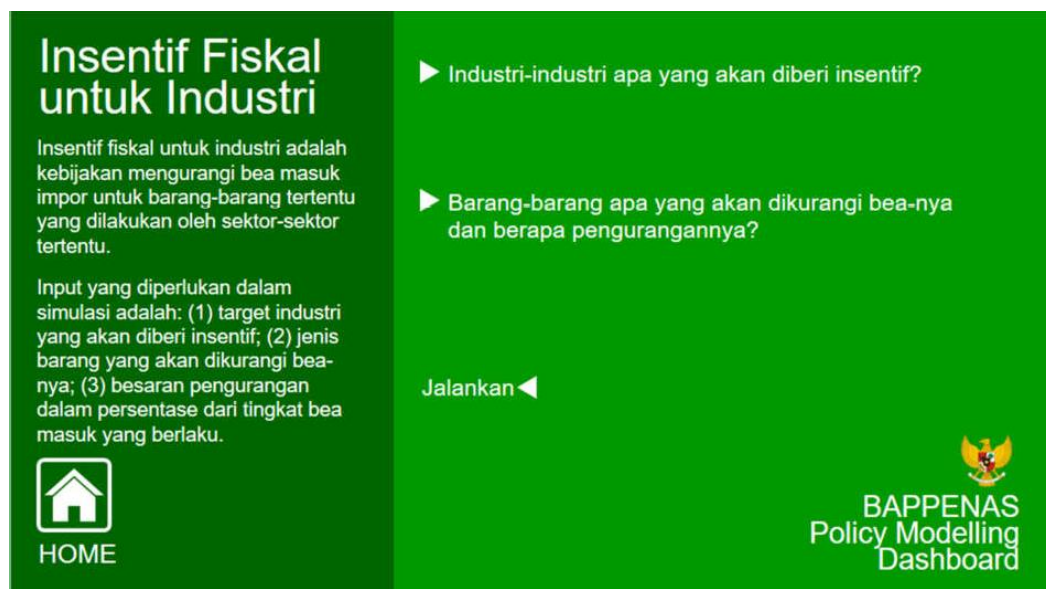 Insentif Fiskal
untuk Industri
Insentif fiskal untuk industri adalah
kebijakan mengurangi bea masuk
impor untuk barang-barang tertentu
yang dilakukan oleh sektor-sektor
tertentu.
Input yang diperlukan dalam
simulasi adalah: (1) target industri
yang akan diberi insentif; (2) jenis
barang yang akan dikurangi bea-
nya; (3) besaran pengurangan
dalam persentase dari tingkat bea
masuk yang berlaku.
HOME
Industri-industri apa yang akan diberi insentif?
Barang-barang apa yang akan dikurangi bea-nya
dan berapa pengurangannya?
Jalankan
BAPPENAS
Policy Modelling
Dashboard